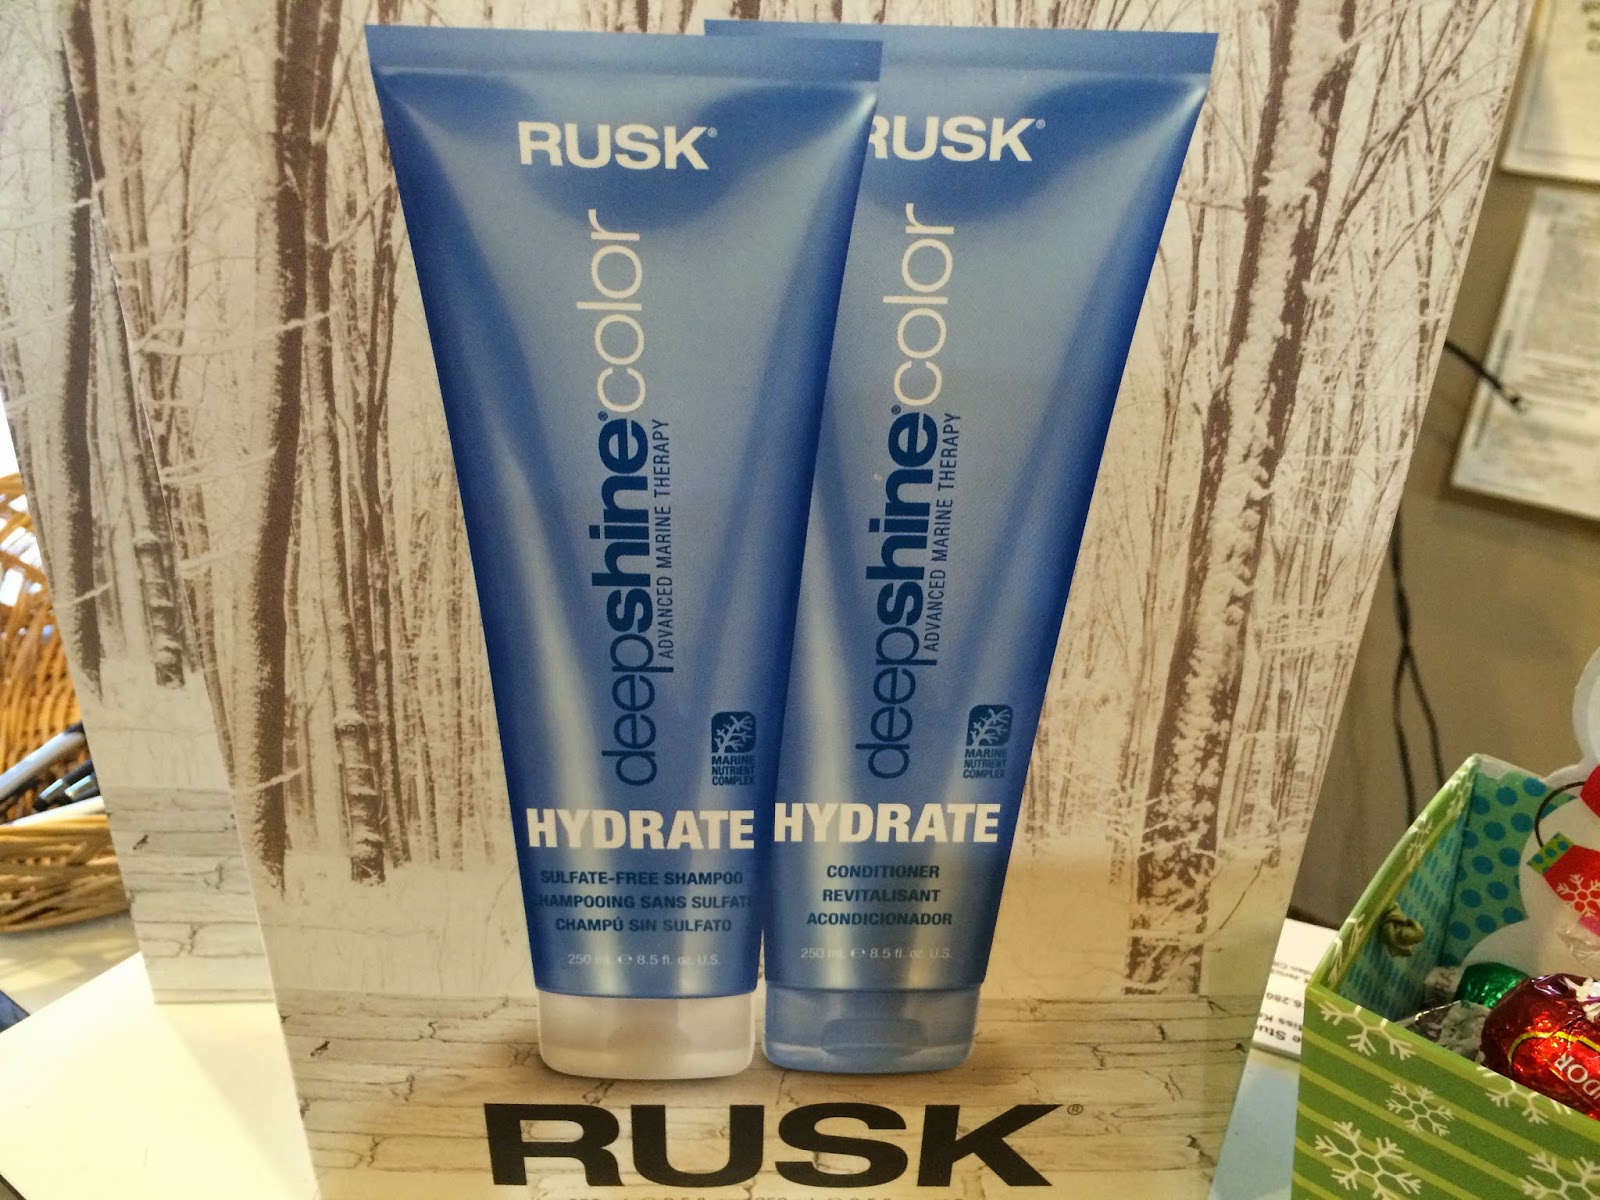 RUSK®
deepshine®color
ADVANCED MARINE THERAPY
MARINE
NUTRIENT
COMPLEX
HYDRATE
SULFATE-FREE SHAMPOO
SHAMPOOING SANS SULFATE
CHAMPÚ SIN SULFATO
250 mL ℮ 8.5 fl. oz. U.S.
RUSK®
deepshine®color
ADVANCED MARINE THERAPY
MARINE
NUTRIENT
COMPLEX
HYDRATE
CONDITIONER
REVITALISANT
ACONDICIONADOR
250 mL ℮ 8.5 fl. oz. U.S.
RUSK®